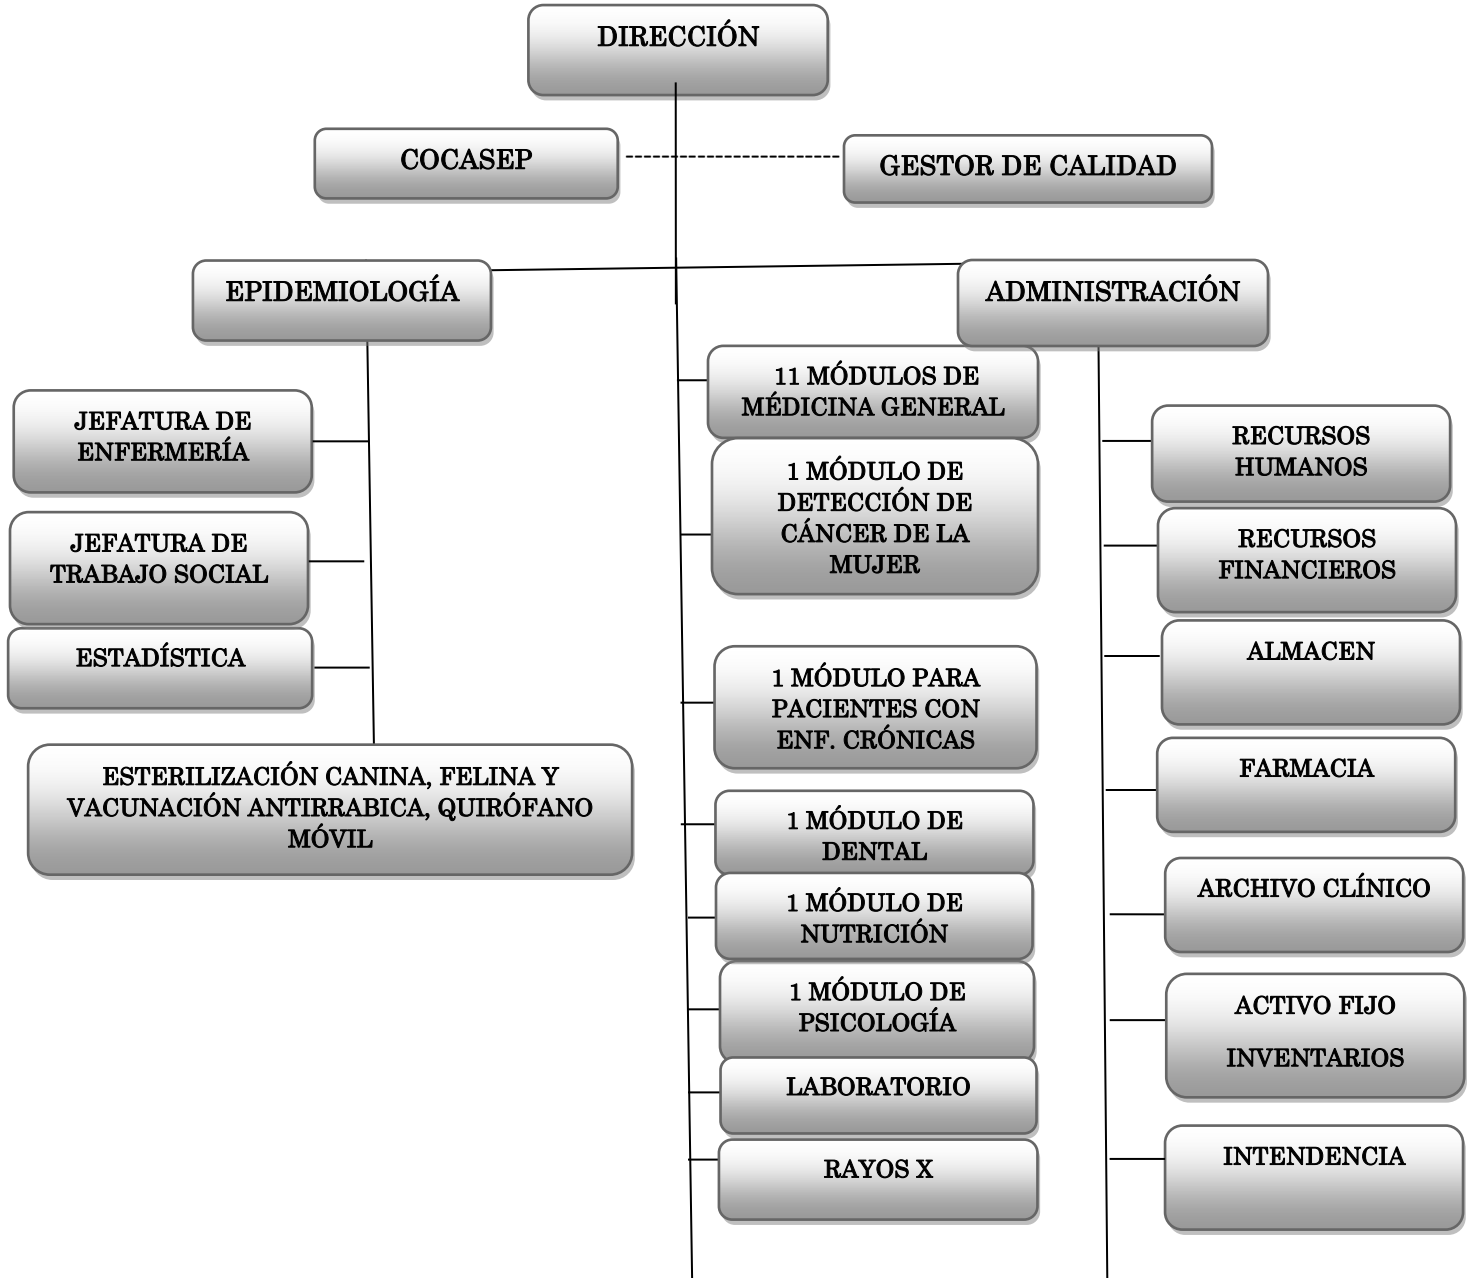 DIRECCIÓN
COCASEP
GESTOR DE CALIDAD
EPIDEMIOLOGÍA
ADMINISTRACIÓN
JEFATURA DE
ENFERMERÍA
JEFATURA DE
TRABAJO SOCIAL
ESTADÍSTICA
ESTERILIZACIÓN CANINA, FELINA Y
VACUNACIÓN ANTIRRABICA, QUIRÓFANO
MÓVIL
11 MÓDULOS DE
MÉDICINA GENERAL
1 MÓDULO DE
DETECCIÓN DE
CÁNCER DE LA
MUJER
1 MÓDULO PARA
PACIENTES CON
ENF. CRÓNICAS
1 MÓDULO DE
DENTAL
1 MÓDULO DE
NUTRICIÓN
1 MÓDULO DE
PSICOLOGÍA
LABORATORIO
RAYOS X
RECURSOS
HUMANOS
RECURSOS
FINANCIEROS
ALMACEN
FARMACIA
ARCHIVO CLÍNICO
ACTIVO FIJO
INVENTARIOS
INTENDENCIA